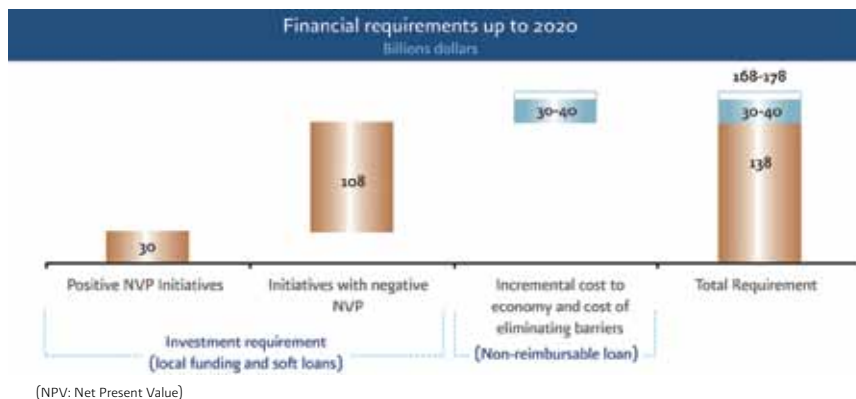 Financial requirements up to 2020
Billions dollars
168-178
30-40
30-40
138
108
30
Positive NVP Initiatives
Initiatives with negative
NVP
Incremental cost to
economy and cost of
eliminating barriers
Total Requirement
Investment requirement
(local funding and soft loans)
(Non-reimbursable loan)
(NPV: Net Present Value)